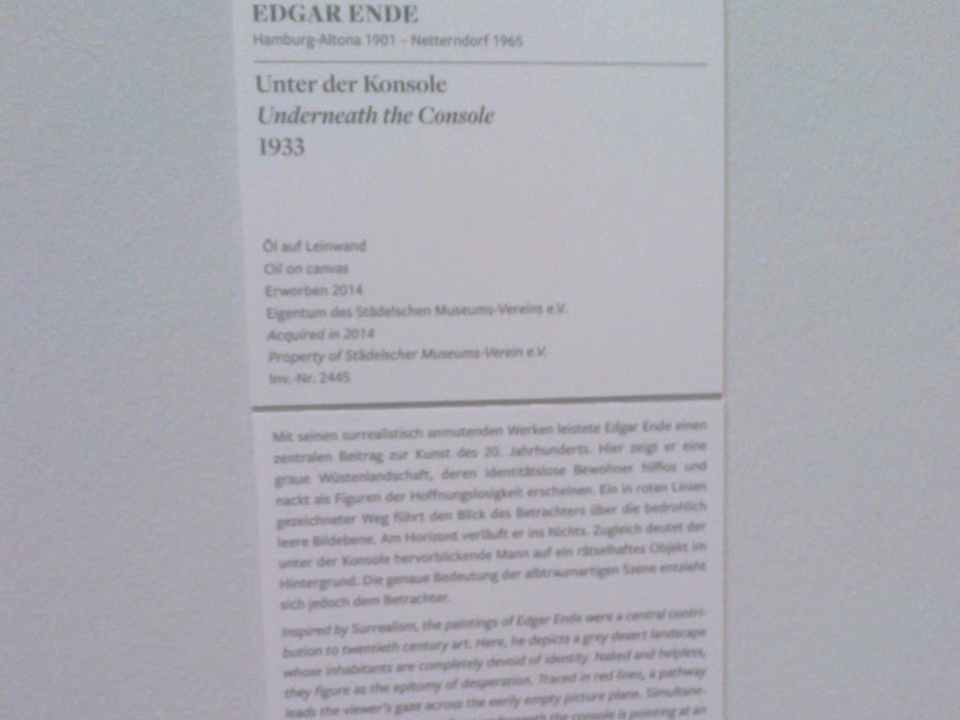 EDGAR ENDE
Hamburg-Altona 1901 – Netterndorf 1965
Unter der Konsole
Underneath the Console
1933
Öl auf Leinwand
Oil on canvas
Erworben 2014
Eigentum des Städelschen Museums-Vereins e.V.
Acquired in 2014
Property of Städelscher Museums-Verein e.V.
Inv.-Nr. 2445
Mit seinen surrealistisch anmutenden Werken leistete Edgar Ende einen
zentralen Beitrag zur Kunst des 20. Jahrhunderts. Hier zeigt er eine
graue Wüstenlandschaft, deren identitätslose Bewohner hilflos und
nackt als Figuren der Hoffnungslosigkeit erscheinen. Ein in roten Linien
gezeichneter Weg führt den Blick des Betrachters über die bedrohlich
leere Bildebene. Am Horizont verläuft er ins Nichts. Zugleich deutet der
unter der Konsole hervorblickende Mann auf ein rätselhaftes Objekt im
Hintergrund. Die genaue Bedeutung der albtraumartigen Szene entzieht
sich jedoch dem Betrachter.
Inspired by Surrealism, the paintings of Edgar Ende were a central contri-
bution to twentieth century art. Here, he depicts a grey desert landscape
whose inhabitants are completely devoid of identity. Naked and helpless,
they figure as the epitomy of desperation. Traced in red lines, a pathway
leads the viewer's gaze across the eerily empty picture plane. Simultane-
underneath the console is pointing at an